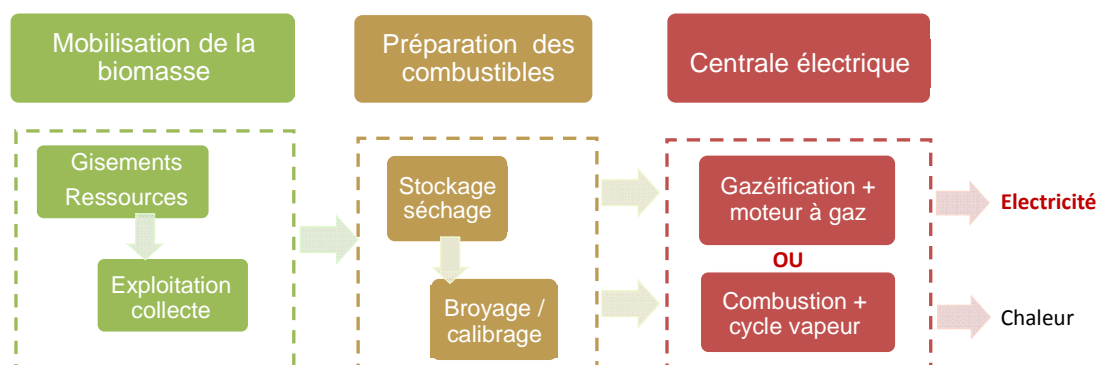 Mobilisation de la
biomasse
Préparation des
combustibles
Centrale électrique
Gisements
Ressources
Exploitation
collecte
Stockage
séchage
Broyage /
calibrage
Gazéification +
moteur à gaz
OU
Combustion +
cycle vapeur
Electricité
Chaleur